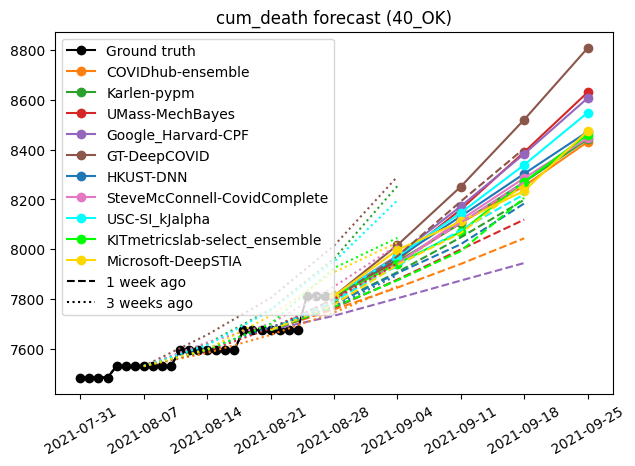 cum_death forecast (40_OK)
8800
8600
8400
8200
8000
7800
7600
Ground truth
COVIDhub-ensemble
Karlen-pypm
UMass-MechBayes
Google_Harvard-CPF
GT-DeepCOVID
HKUST-DNN
SteveMcConnell-CovidComplete
USC-SI_kJalpha
KITmetricslab-select_ensemble
Microsoft-DeepSTIA
1 week ago
3 weeks ago
2021-07-31
2021-08-07
2021-08-14
2021-08-21
2021-08-28
2021-09-04
2021-09-11
2021-09-18
2021-09-25